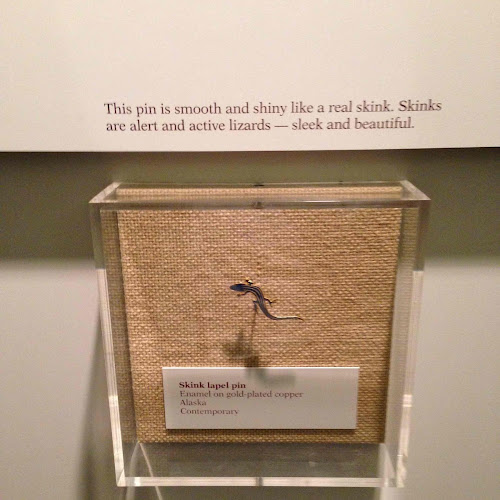 This pin is smooth and shiny like a real skink. Skinks
are alert and active lizards — sleek and beautiful.
Skink lapel pin
Enamel on gold-plated copper
Alaska
Contemporary